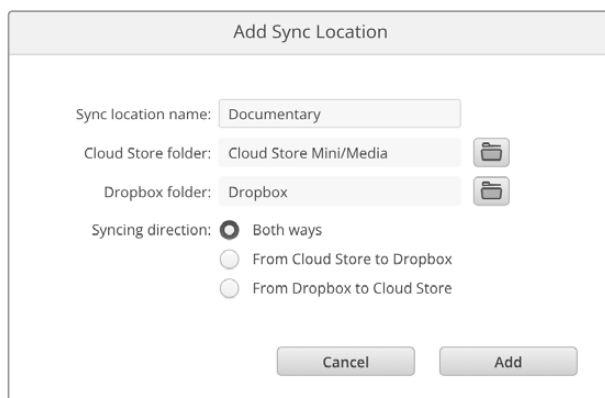 Add Sync Location
Sync location name: Documentary
Cloud Store folder: Cloud Store Mini/Media
Dropbox folder: Dropbox
Syncing direction: Both ways
From Cloud Store to Dropbox
From Dropbox to Cloud Store
Cancel Add